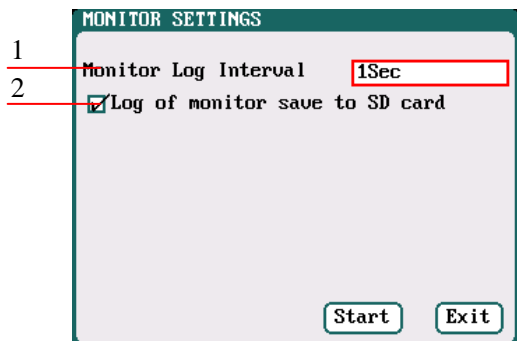 MONITOR SETTINGS
1
Monitor Log Interval 1Sec
2
Log of monitor save to SD card
Start Exit